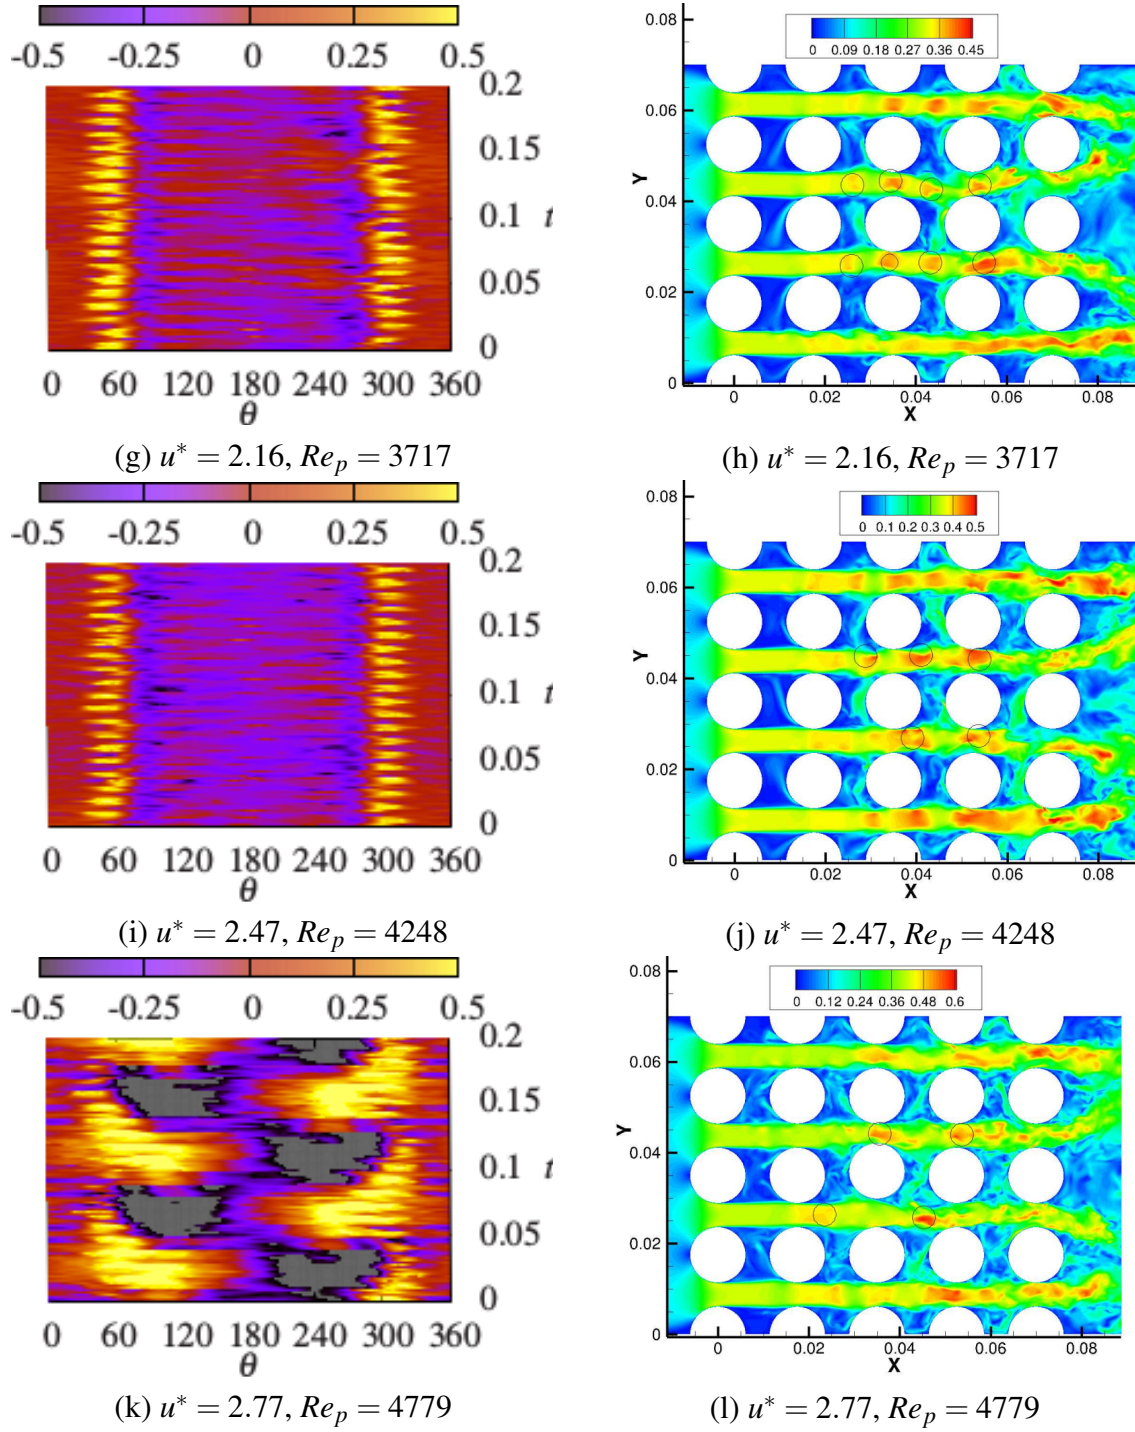 -0.5 -0.25 0 0.25 0.5
0.2
0.15
0.1 t
0.05
0
0 60 120 180 240 300 360
θ
(g) u* = 2.16, Re_p = 3717
0.08
0 0.09 0.18 0.27 0.36 0.45
0.06
Y
0.04
0.02
0
0 0.02 0.04 0.06 0.08
X
(h) u* = 2.16, Re_p = 3717
-0.5 -0.25 0 0.25 0.5
0.2
0.15
0.1 t
0.05
0
0 60 120 180 240 300 360
θ
(i) u* = 2.47, Re_p = 4248
0.08
0 0.1 0.2 0.3 0.4 0.5
0.06
Y
0.04
0.02
0
0 0.02 0.04 0.06 0.08
X
(j) u* = 2.47, Re_p = 4248
-0.5 -0.25 0 0.25 0.5
0.2
0.15
0.1 t
0.05
0
0 60 120 180 240 300 360
θ
(k) u* = 2.77, Re_p = 4779
0.08
0 0.12 0.24 0.36 0.48 0.6
0.06
Y
0.04
0.02
0
0 0.02 0.04 0.06 0.08
X
(l) u* = 2.77, Re_p = 4779